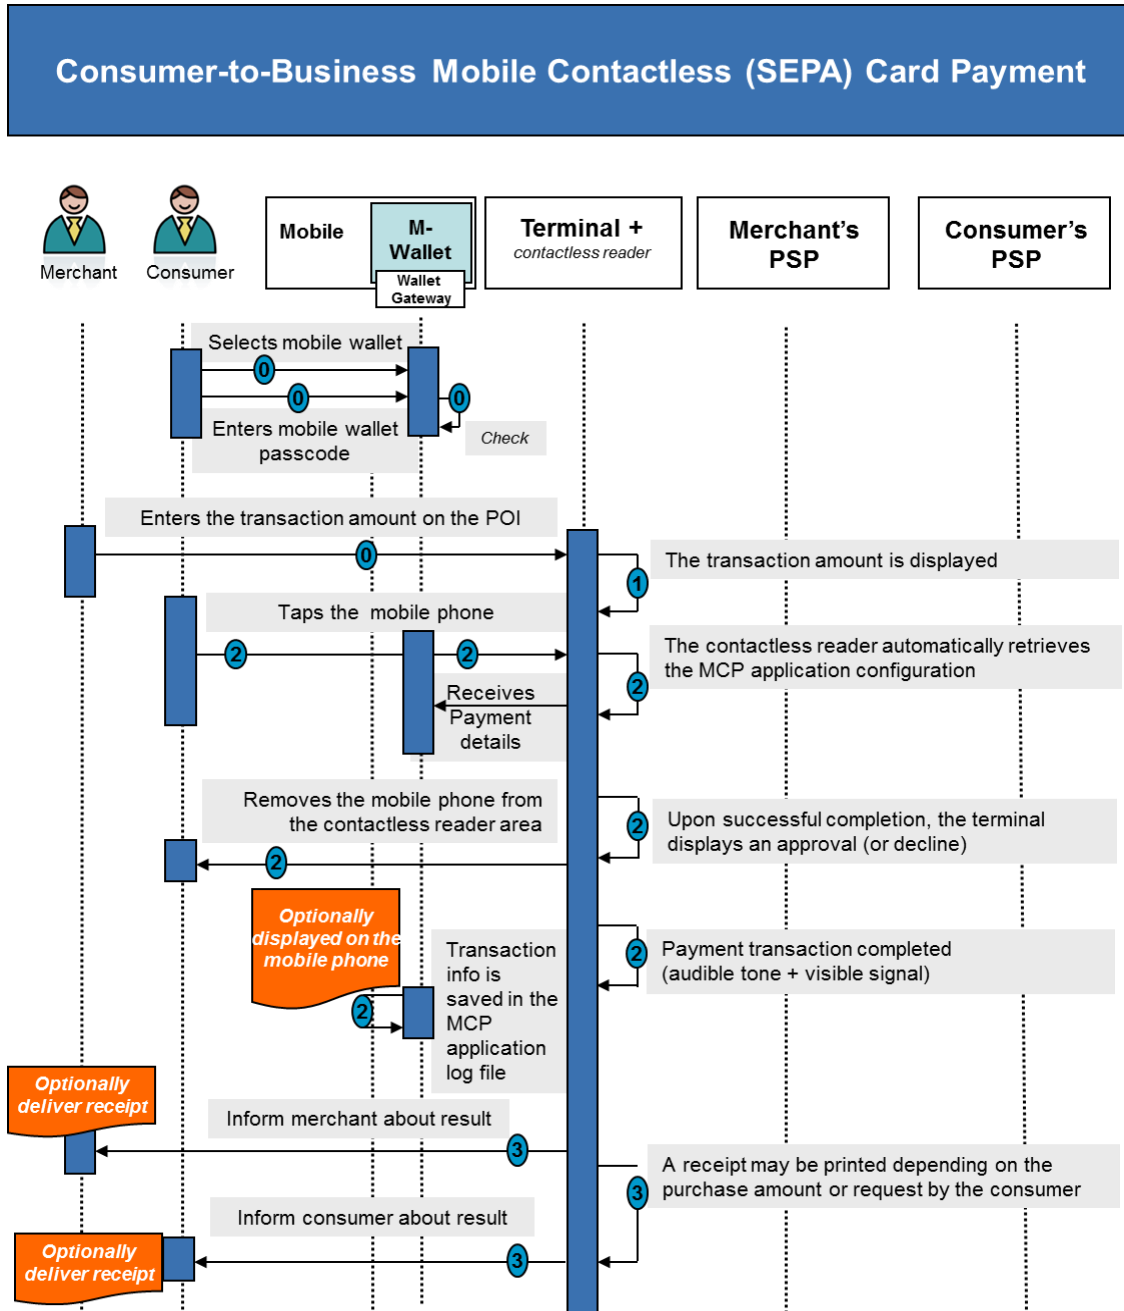 Consumer-to-Business Mobile Contactless (SEPA) Card Payment
Merchant
Consumer
Mobile
M-
Wallet
Wallet
Gateway
Terminal +
contactless reader
Merchant's
PSP
Consumer's
PSP
Selects mobile wallet
0
0
0
Enters mobile wallet
passcode
Check
Enters the transaction amount on the POI
0
The transaction amount is displayed
1
Taps the mobile phone
2
2
The contactless reader automatically retrieves
the MCP application configuration
2
Receives
Payment
details
Removes the mobile phone from
the contactless reader area
2
Upon successful completion, the terminal
displays an approval (or decline)
2
Optionally
displayed on the
mobile phone
2
Transaction
info is
saved in the
MCP
application
log file
Payment transaction completed
(audible tone + visible signal)
2
Optionally
deliver receipt
Inform merchant about result
3
A receipt may be printed depending on the
purchase amount or request by the consumer
3
Inform consumer about result
3
Optionally
deliver receipt